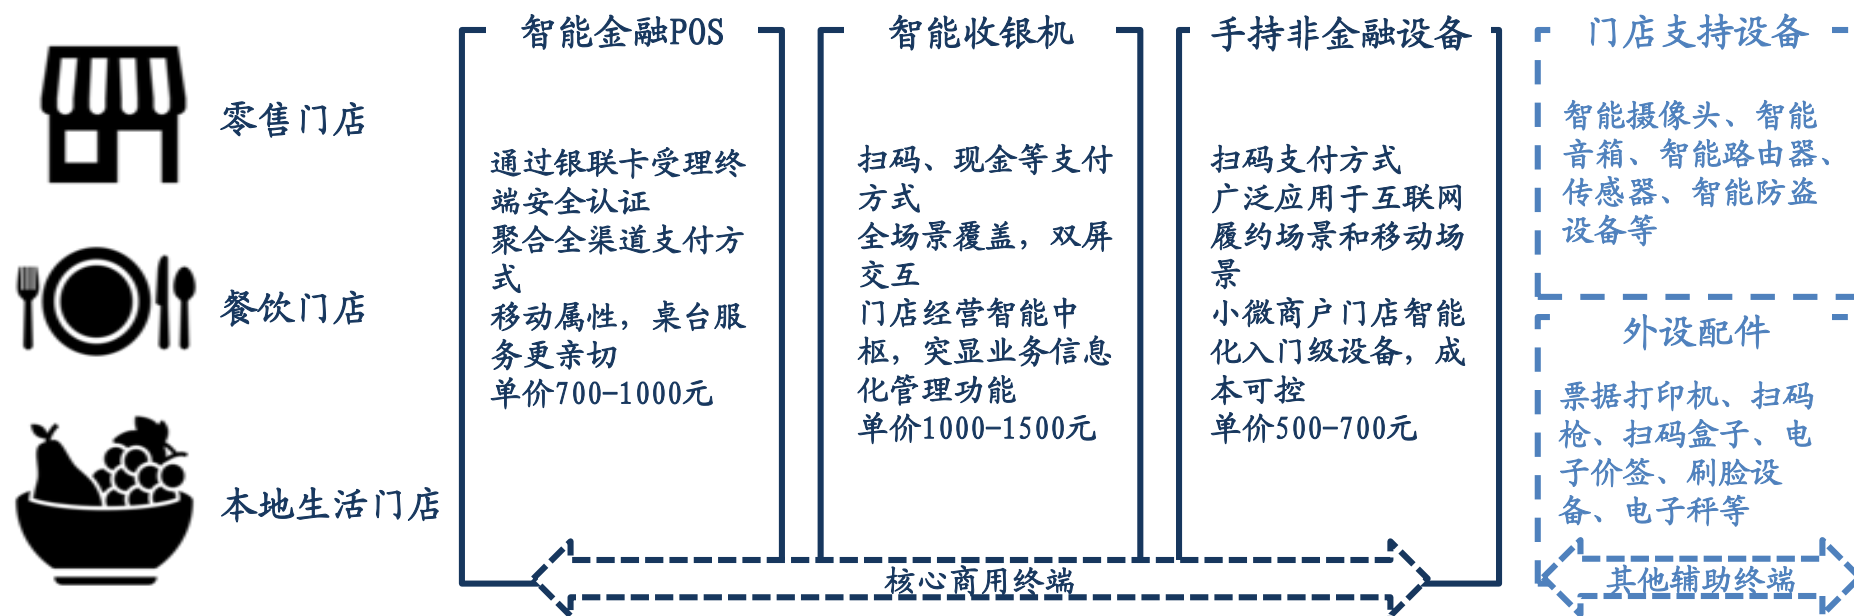 零售门店
餐饮门店
本地生活门店
智能金融POS
通过银联卡受理终
端安全认证
聚合全渠道支付方
式
移动属性，桌台服
务更亲切
单价700-1000元
智能收银机
扫码、现金等支付
方式
全场景覆盖，双屏
交互
门店经营智能中
枢，突显业务信息
化管理功能
单价1000-1500元
手持非金融设备
扫码支付方式
广泛应用于互联网
履约场景和移动场
景
小微商户门店智能
化入门级设备，成
本可控
单价500-700元
核心商用终端
门店支持设备
智能摄像头、智能
音箱、智能路由器、
传感器、智能防盗
设备等
外设配件
票据打印机、扫码
枪、扫码盒子、电
子价签、刷脸设
备、电子秤等
其他辅助终端